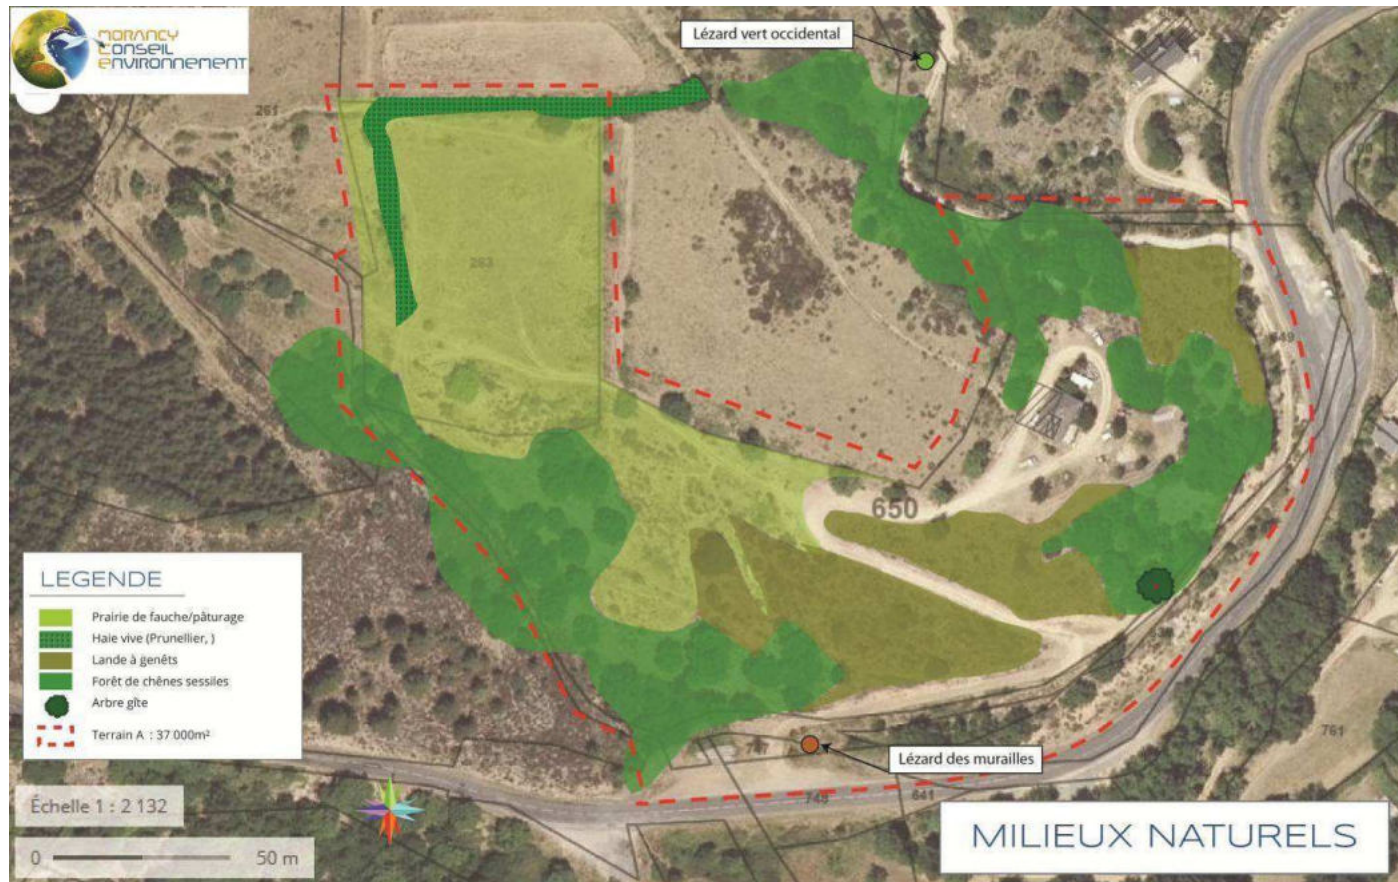 MORANCY
CONSEIL
ENVIRONNEMENT
Lézard vert occidental
261
263
649
650
LEGENDE
Prairie de fauche/pâturage
Haie vive (Prunellier, )
Lande à genêts
Forêt de chênes sessiles
Arbre gîte
Terrain A : 37 000m²
Lézard des murailles
761
748
641
Échelle 1 : 2 132
0
50 m
MILIEUX NATURELS